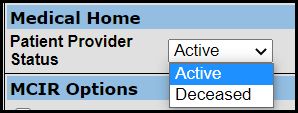 Medical Home
Patient Provider
Status
Active
Active
Deceased
MCIR Options